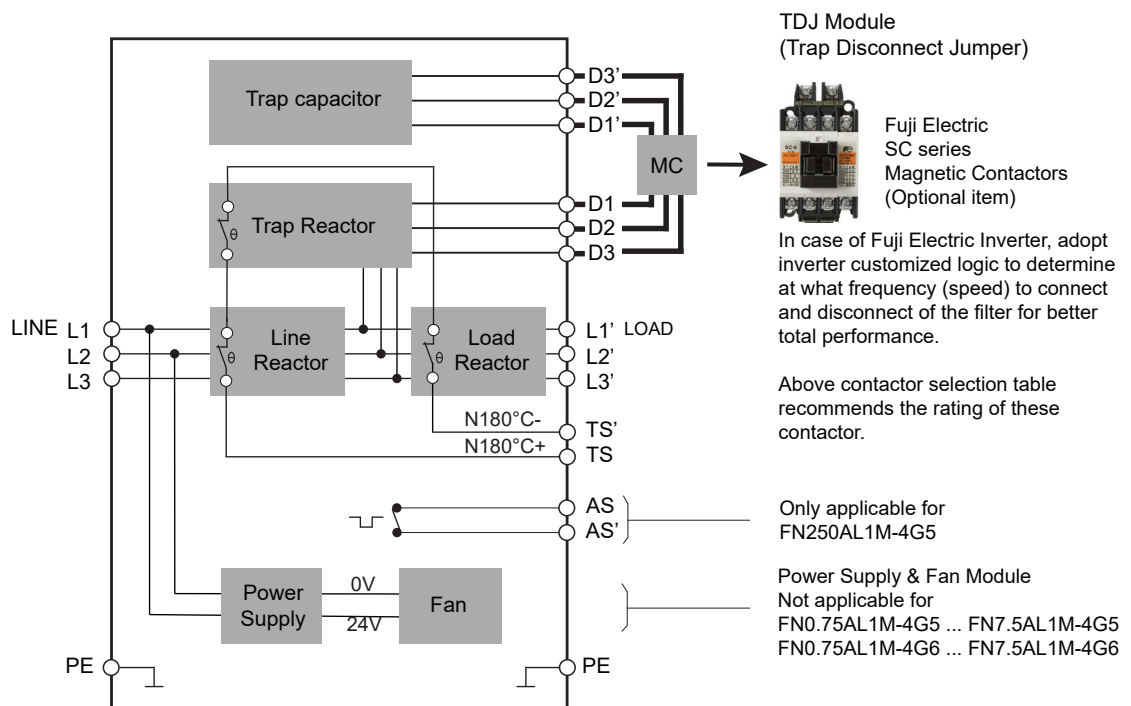 TDJ Module
(Trap Disconnect Jumper)
Trap capacitor
D3’
D2’
D1’
MC
Fuji Electric
SC series
Magnetic Contactors
(Optional item)
Trap Reactor
θ
D1
D2
D3
In case of Fuji Electric Inverter, adopt
inverter customized logic to determine
at what frequency (speed) to connect
and disconnect of the filter for better
total performance.
LINE L1
L2
L3
θ
Line
Reactor
θ
Load
Reactor
L1’ LOAD
L2’
L3’
Above contactor selection table
recommends the rating of these
contactor.
N180°C-
TS’
N180°C+
TS
AS
AS’
Only applicable for
FN250AL1M-4G5
Power
Supply
0V
24V
Fan
Power Supply & Fan Module
Not applicable for
FN0.75AL1M-4G5 ... FN7.5AL1M-4G5
FN0.75AL1M-4G6 ... FN7.5AL1M-4G6
PE
PE